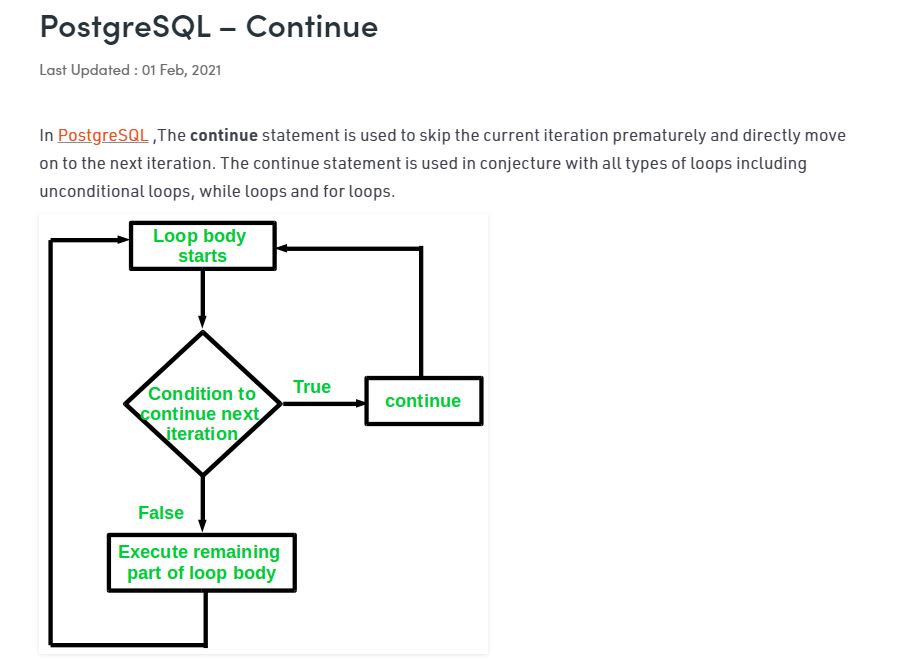 PostgreSQL – Continue
Last Updated : 01 Feb, 2021
In PostgreSQL ,The continue statement is used to skip the current iteration prematurely and directly move
on to the next iteration. The continue statement is used in conjecture with all types of loops including
unconditional loops, while loops and for loops.
Loop body
starts
Condition to
continue next
iteration
True
continue
False
Execute remaining
part of loop body